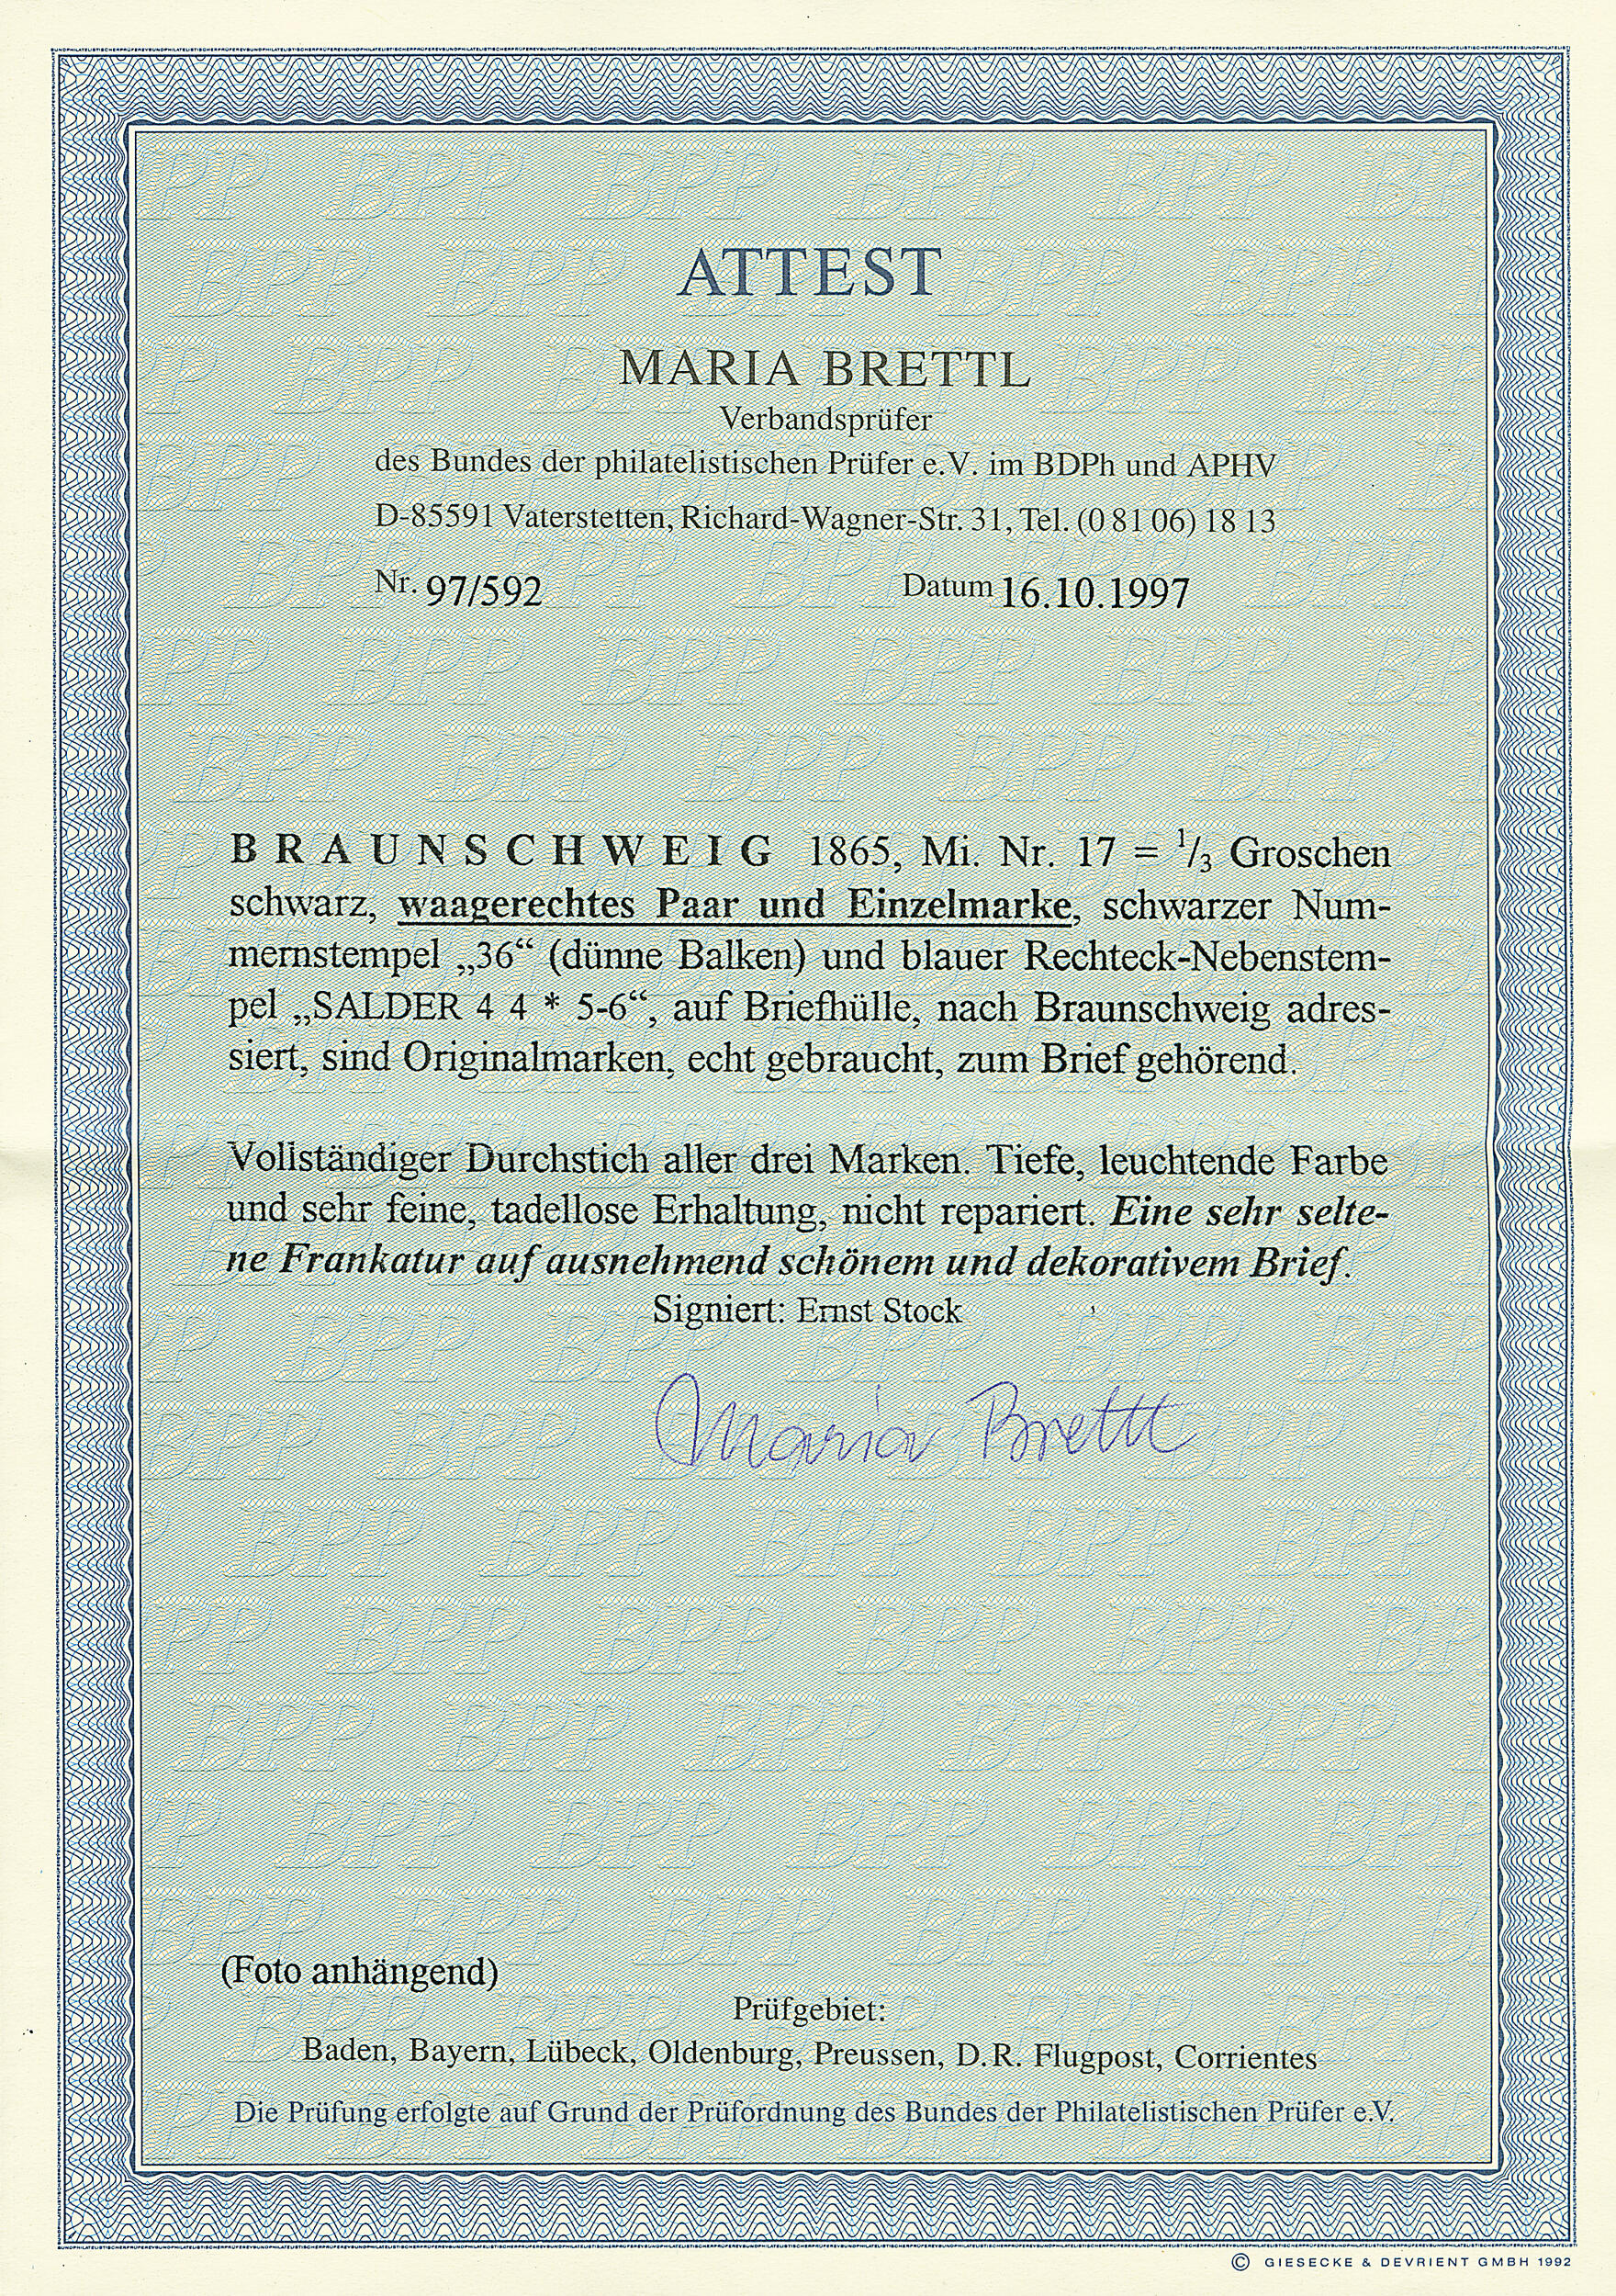 ATTEST
MARIA BRETTL
Verbandsprüfer
des Bundes der philatelistischen Prüfer e.V. im BDPh und APHV
D-85591 Vaterstetten, Richard-Wagner-Str. 31, Tel. (0 81 06) 18 13
Nr. 97/592 Datum 16.10.1997
BRAUNSCHWEIG 1865, Mi. Nr. 17 = 1/3 Groschen
schwarz, waagerechtes Paar und Einzelmarke, schwarzer Num-
mernstempel „36“ (dünne Balken) und blauer Rechteck-Nebenstem-
pel „SALDER 4 4 * 5-6“, auf Briefhülle, nach Braunschweig adres-
siert, sind Originalmarken, echt gebraucht, zum Brief gehörend.
Vollständiger Durchstich aller drei Marken. Tiefe, leuchtende Farbe
und sehr feine, tadellose Erhaltung, nicht repariert. Eine sehr selte-
ne Frankatur auf ausnehmend schönem und dekorativem Brief.
Signiert: Ernst Stock
Maria Brettl
(Foto anhängend)
Prüfgebiet:
Baden, Bayern, Lübeck, Oldenburg, Preussen, D.R. Flugpost, Corrientes
Die Prüfung erfolgte auf Grund der Prüfordnung des Bundes der Philatelistischen Prüfer e.V.
© GIESECKE & DEVRIENT GMBH 1992